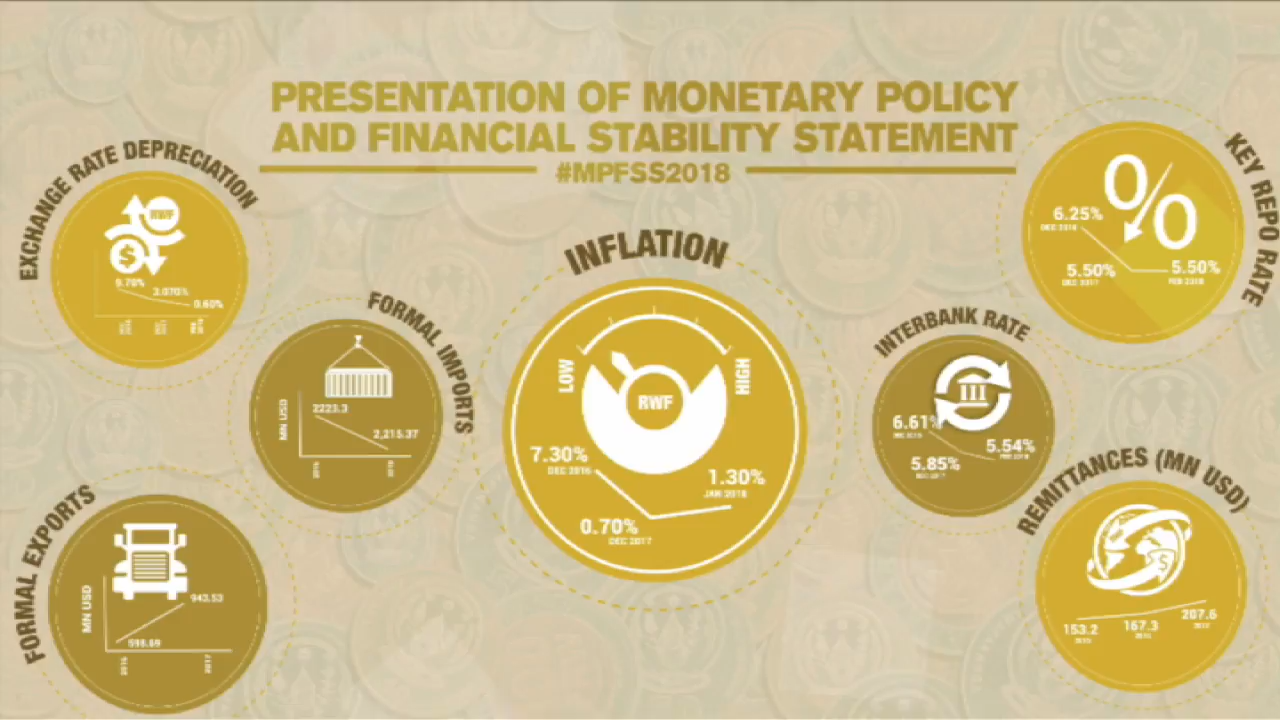 PRESENTATION OF MONETARY POLICY
AND FINANCIAL STABILITY STATEMENT
#MPFSS2018
EXCHANGE RATE DEPRECIATION
RWF
$
9.70%
3.070%
0.60%
FORMAL IMPORTS
MN USD
2223.3
2,215.37
FORMAL EXPORTS
MN USD
943.53
598.69
2016
2017
INFLATION
LOW
HIGH
RWF
7.30%
DEC 2016
1.30%
JAN 2018
0.70%
DEC 2017
KEY REPO RATE
%
6.25%
DEC 2016
5.50%
DEC 2017
5.50%
FEB 2018
INTERBANK RATE
6.61%
5.54%
5.85%
DEC 2017
REMITTANCES (MN USD)
$
153.2
167.3
207.6